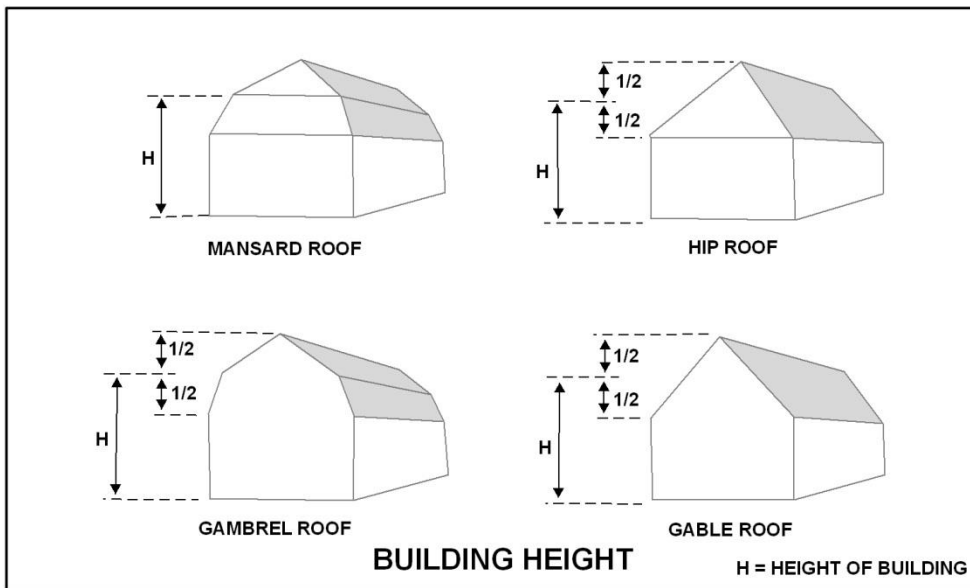 1/2
1/2
H
H
MANSARD ROOF
HIP ROOF
1/2
1/2
1/2
1/2
H
H
GAMBREL ROOF
GABLE ROOF
BUILDING HEIGHT
H = HEIGHT OF BUILDING